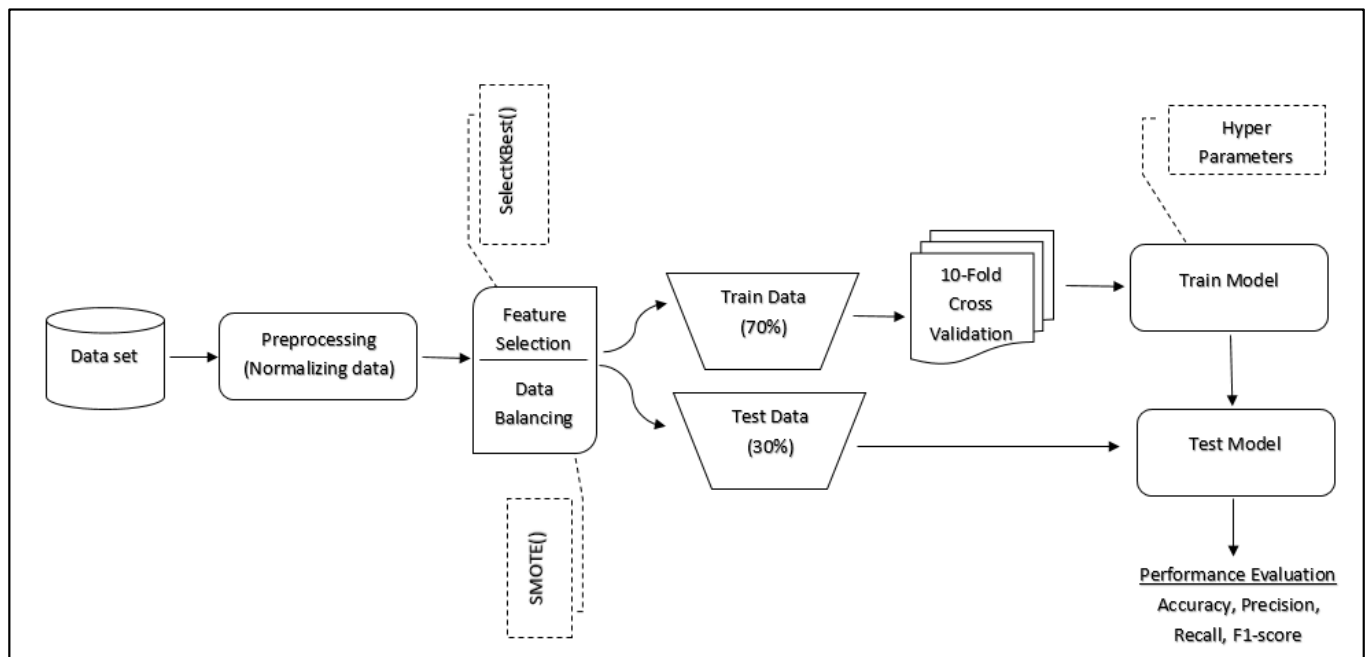 SelectKBest()
Hyper
Parameters
Data set
Preprocessing
(Normalizing data)
Feature
Selection
Data
Balancing
SMOTE()
Train Data
(70%)
Test Data
(30%)
10-Fold
Cross
Validation
Train Model
Test Model
Performance Evaluation
Accuracy, Precision,
Recall, F1-score